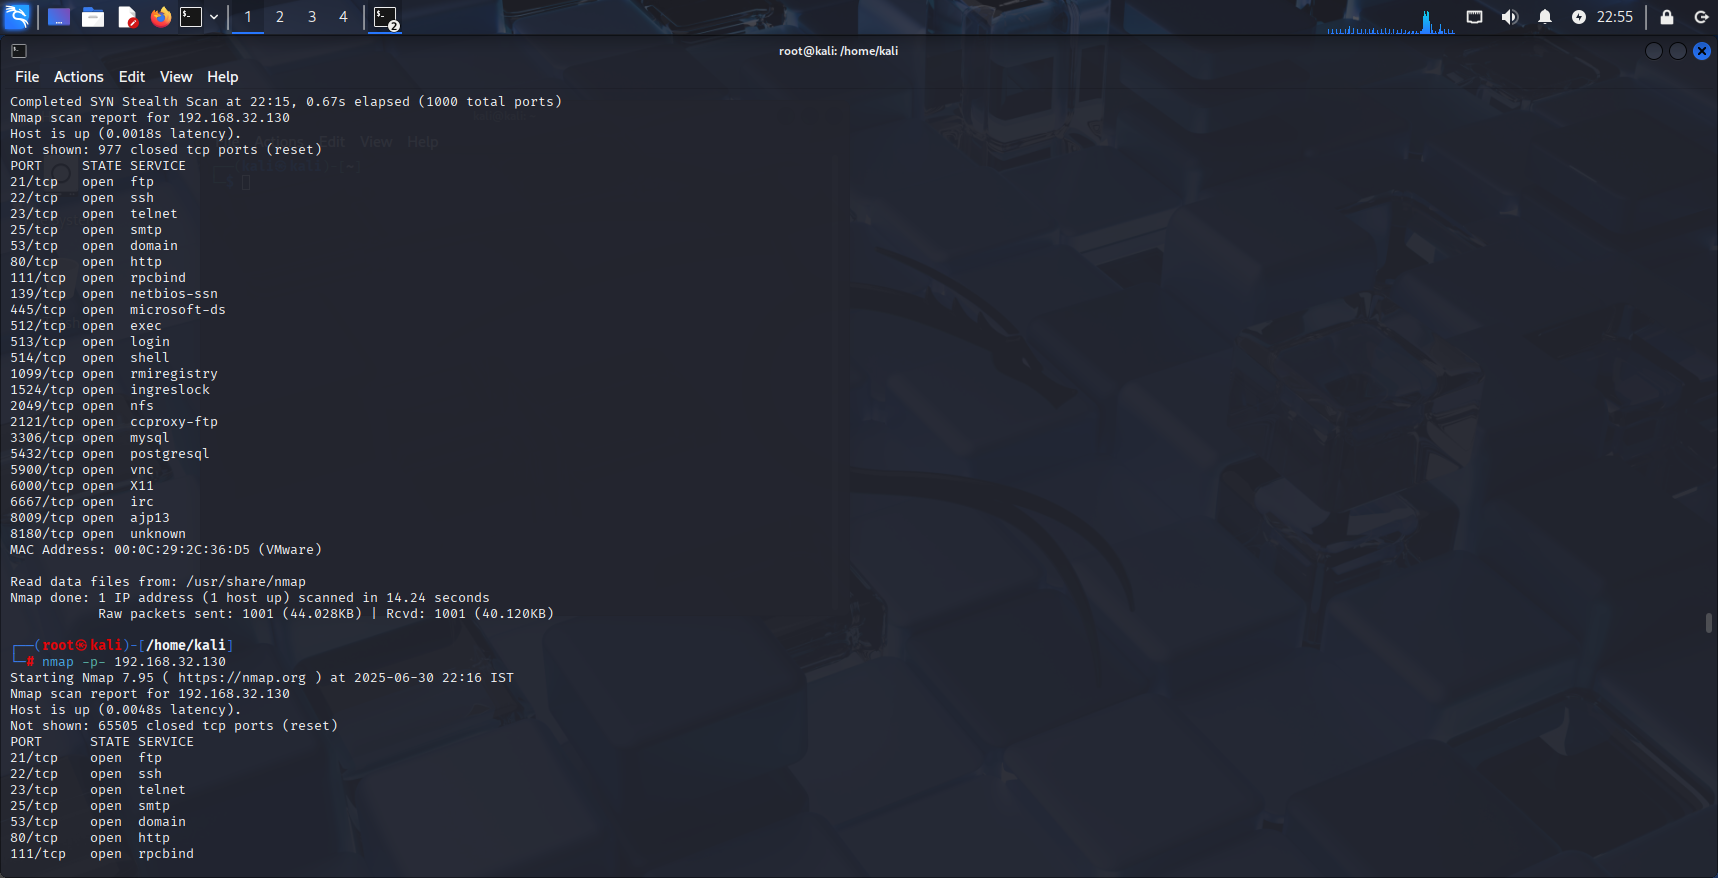 1 2 3 4 2 22:55
root@kali: /home/kali
File Actions Edit View Help
Completed SYN Stealth Scan at 22:15, 0.67s elapsed (1000 total ports)
Nmap scan report for 192.168.32.130
Host is up (0.0018s latency).
Not shown: 977 closed tcp ports (reset)
PORT STATE SERVICE
21/tcp open ftp
22/tcp open ssh
23/tcp open telnet
25/tcp open smtp
53/tcp open domain
80/tcp open http
111/tcp open rpcbind
139/tcp open netbios-ssn
445/tcp open microsoft-ds
512/tcp open exec
513/tcp open login
514/tcp open shell
1099/tcp open rmiregistry
1524/tcp open ingreslock
2049/tcp open nfs
2121/tcp open ccproxy-ftp
3306/tcp open mysql
5432/tcp open postgresql
5900/tcp open vnc
6000/tcp open X11
6667/tcp open irc
8009/tcp open ajp13
8180/tcp open unknown
MAC Address: 00:0C:29:2C:36:D5 (VMware)
Read data files from: /usr/share/nmap
Nmap done: 1 IP address (1 host up) scanned in 14.24 seconds
Raw packets sent: 1001 (44.028KB) | Rcvd: 1001 (40.120KB)
┌──(root㉿kali)-[/home/kali]
└─# nmap -p- 192.168.32.130
Starting Nmap 7.95 ( https://nmap.org ) at 2025-06-30 22:16 IST
Nmap scan report for 192.168.32.130
Host is up (0.0048s latency).
Not shown: 65505 closed tcp ports (reset)
PORT STATE SERVICE
21/tcp open ftp
22/tcp open ssh
23/tcp open telnet
25/tcp open smtp
53/tcp open domain
80/tcp open http
111/tcp open rpcbind